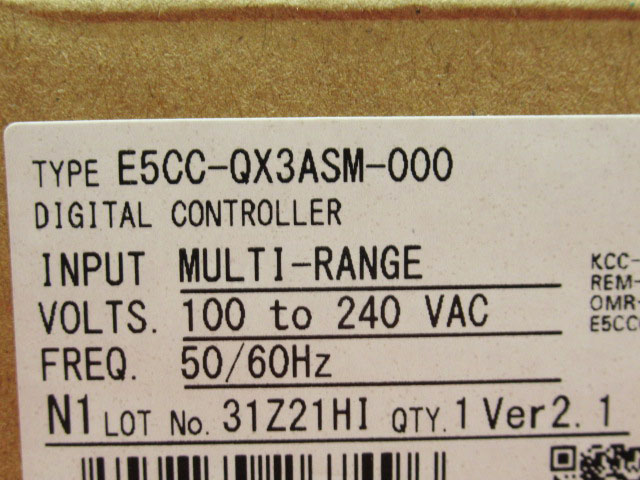 TYPE E5CC-QX3ASM-000
DIGITAL CONTROLLER
INPUT MULTI-RANGE
VOLTS. 100 to 240 VAC
FREQ. 50/60Hz
N1 LOT No. 31Z21HI QTY. 1 Ver2.1
KCC-
REM-
OMR-
E5CC